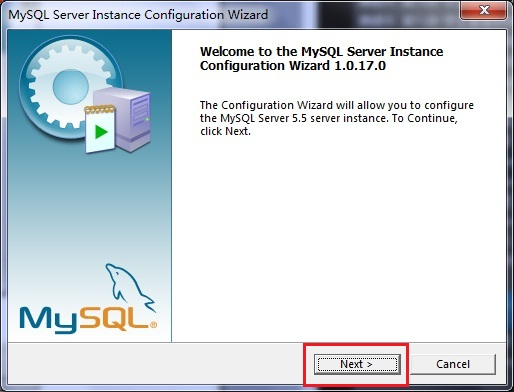 MySQL Server Instance Configuration Wizard
Welcome to the MySQL Server Instance
Configuration Wizard 1.0.17.0
The Configuration Wizard will allow you to configure
the MySQL Server 5.5 server instance. To Continue,
click Next.
MySQL®
Next >
Cancel